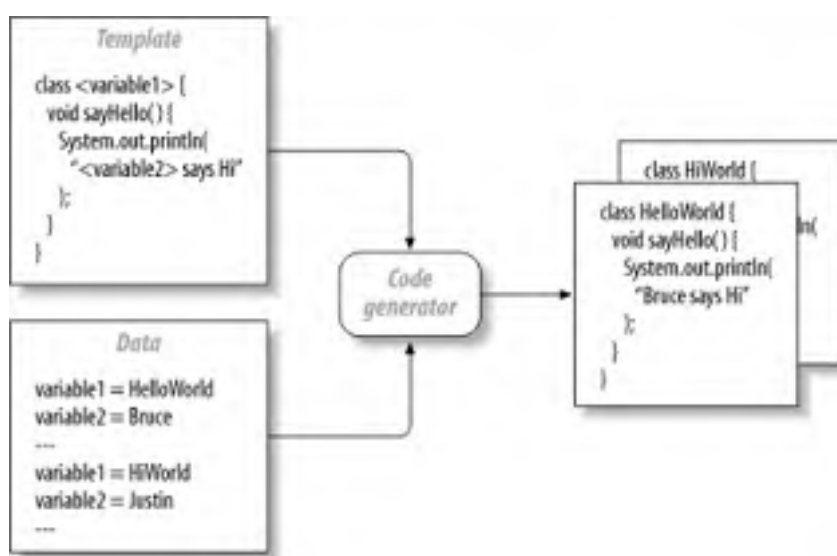 Template
class <variable1> {
void sayHello( ) {
System.out.println(
"<variable2> says Hi"
);
}
}
Data
variable1 = HelloWorld
variable2 = Bruce
---
variable1 = HiWorld
variable2 = Justin
---
Code
generator
class HiWorld {
ln(
class HelloWorld {
void sayHello( ) {
System.out.println(
"Bruce says Hi"
);
}
}